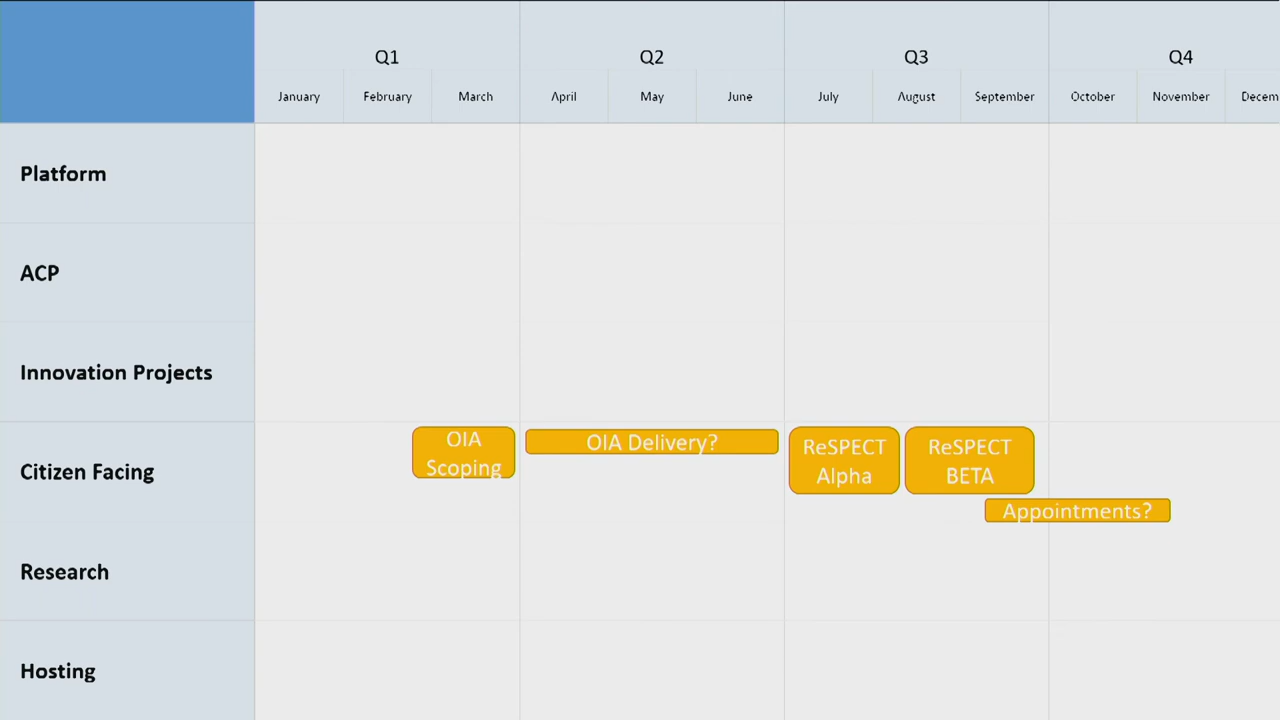 Q1 Q2 Q3 Q4
January February March April May June July August September October November Decem
Platform
ACP
Innovation Projects
Citizen Facing
OIA
Scoping
OIA Delivery?
ReSPECT
Alpha
ReSPECT
BETA
Appointments?
Research
Hosting